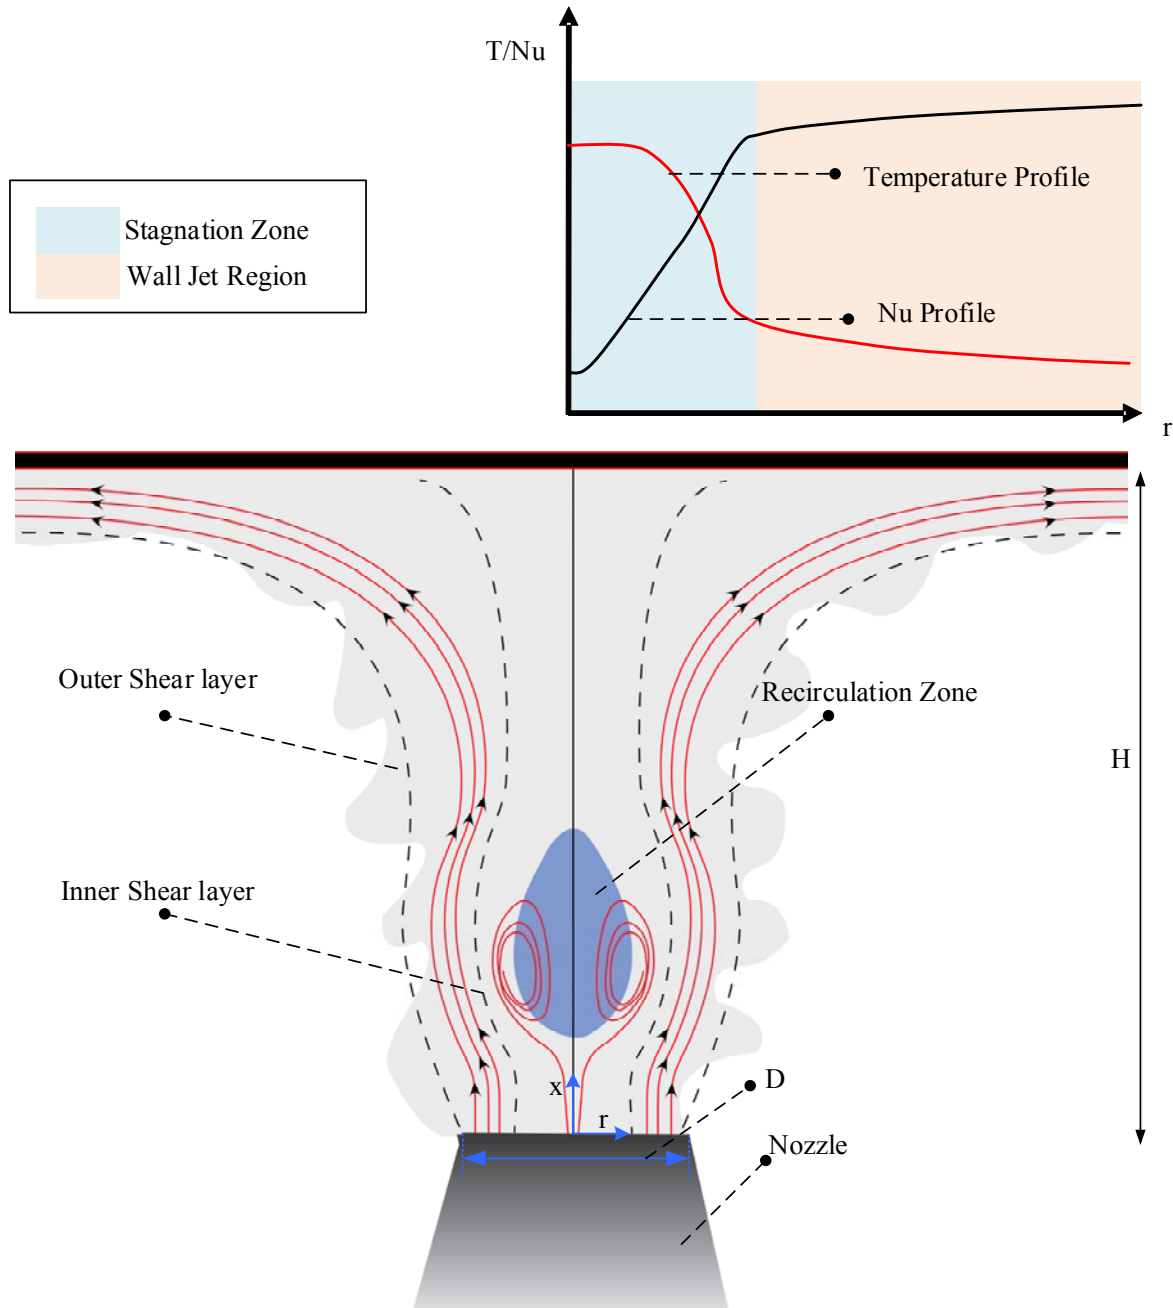 T/Nu
Temperature Profile
Nu Profile
r
Stagnation Zone
Wall Jet Region
Outer Shear layer
Recirculation Zone
H
Inner Shear layer
x
r
D
Nozzle